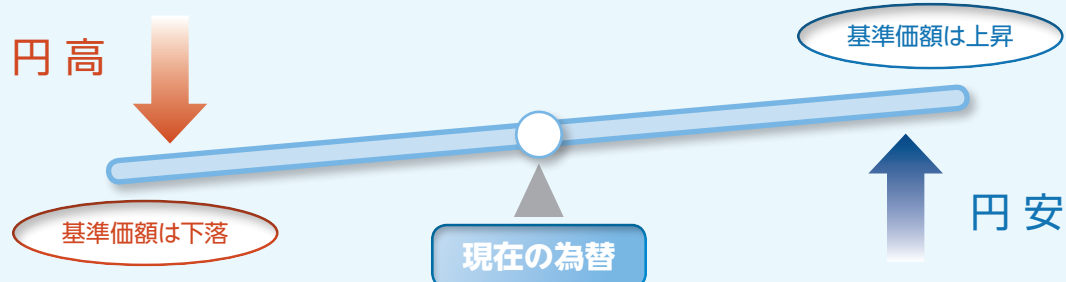 円高
基準価額は上昇
基準価額は下落
円安
現在の為替